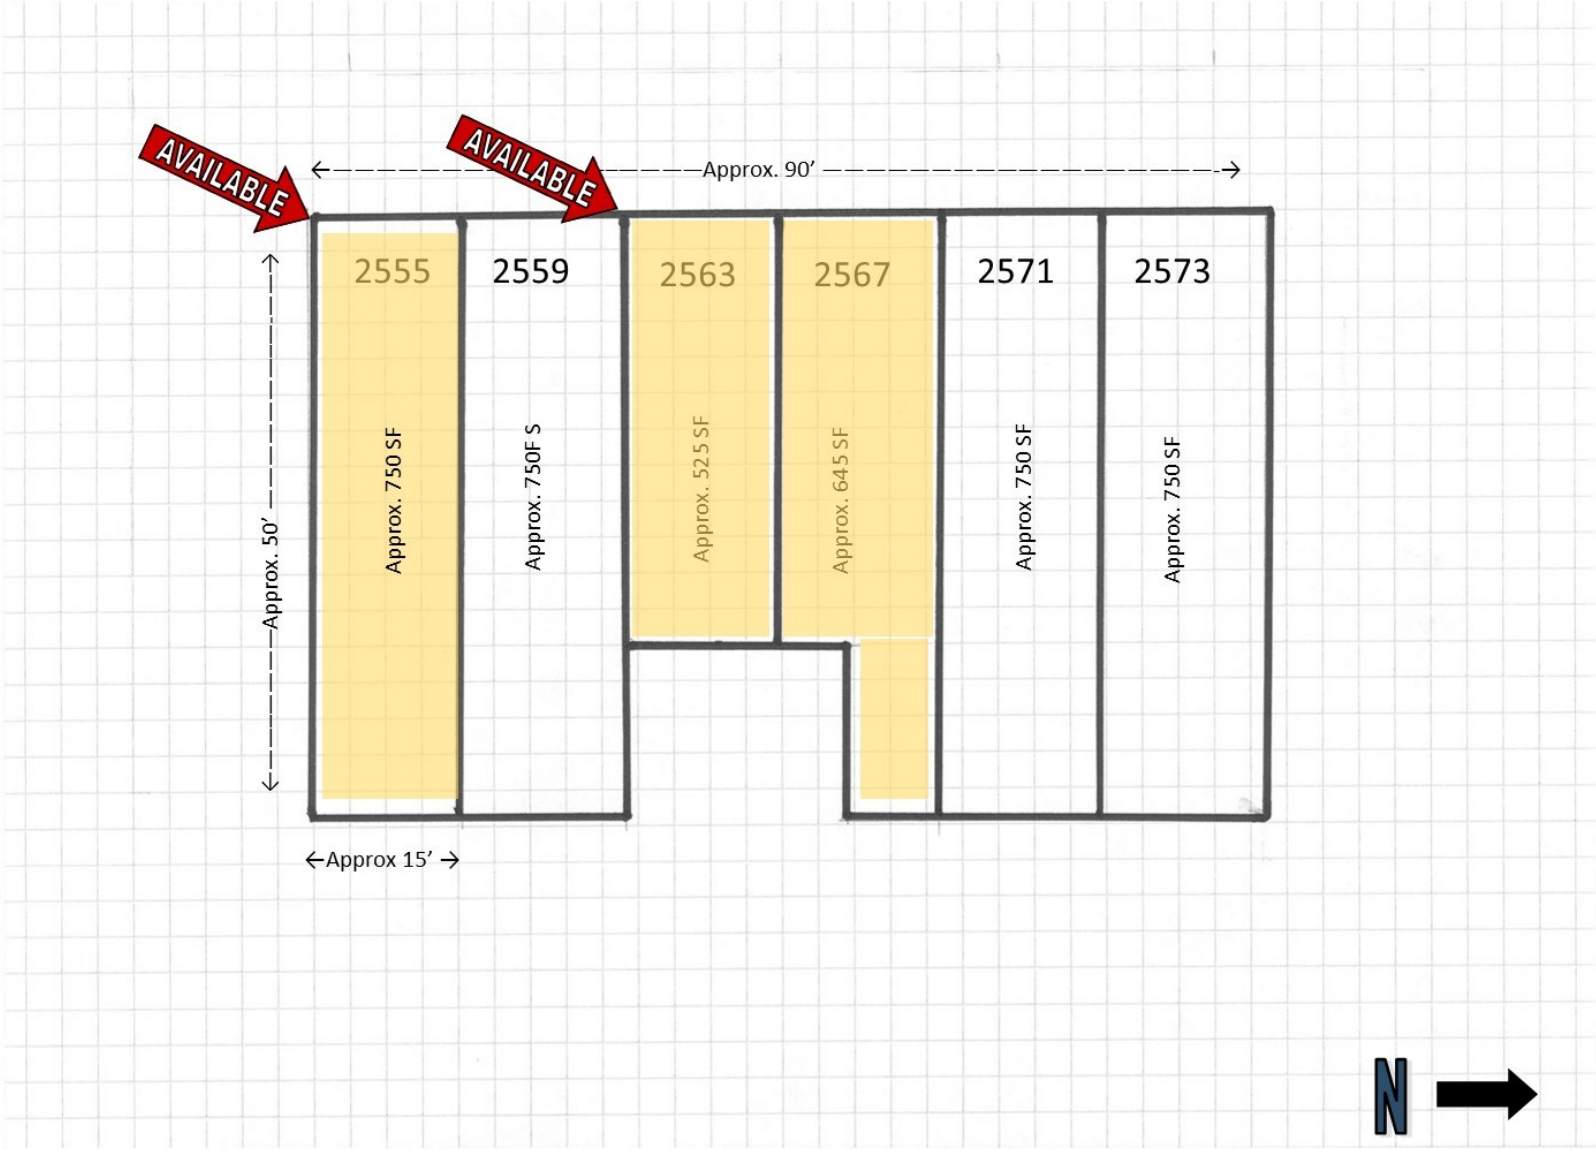 AVAILABLE
AVAILABLE
Approx. 90’
2555
2559
2563
2567
2571
2573
Approx. 50’
Approx. 750 SF
Approx. 750F S
Approx. 525 SF
Approx. 645 SF
Approx. 750 SF
Approx. 750 SF
Approx 15’
N